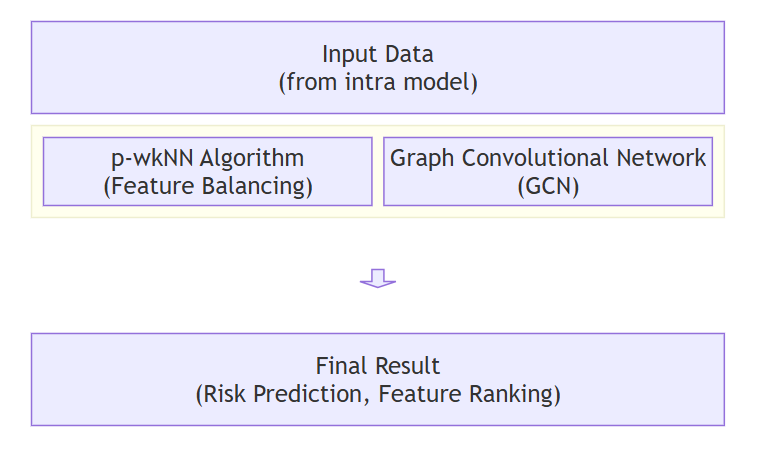 Input Data
(from intra model)
p-wkNN Algorithm
(Feature Balancing)
Graph Convolutional Network
(GCN)
Final Result
(Risk Prediction, Feature Ranking)